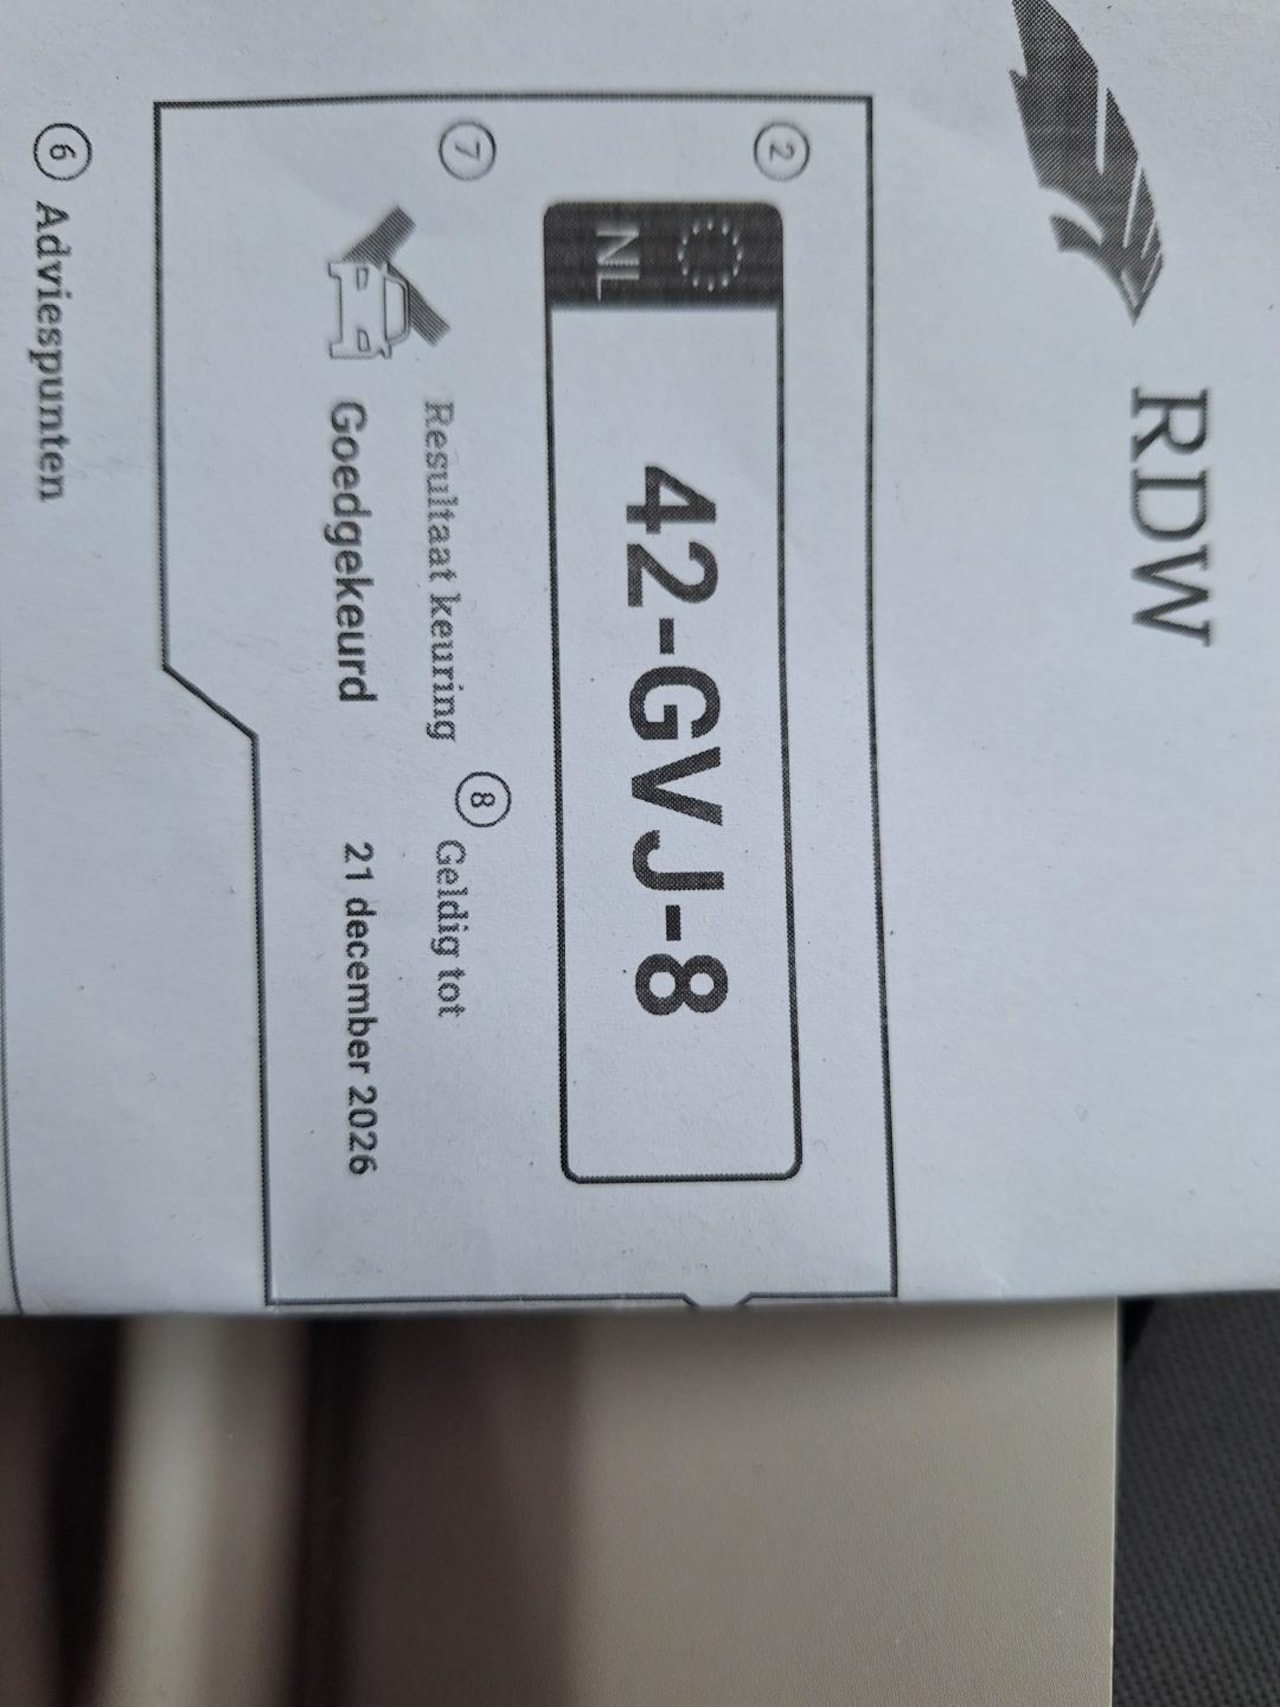 RDW
2
NL
42-GVJ-8
7
Resultaat keuring
Goedgekeurd
8
Geldig tot
21 december 2026
6 Adviespunten